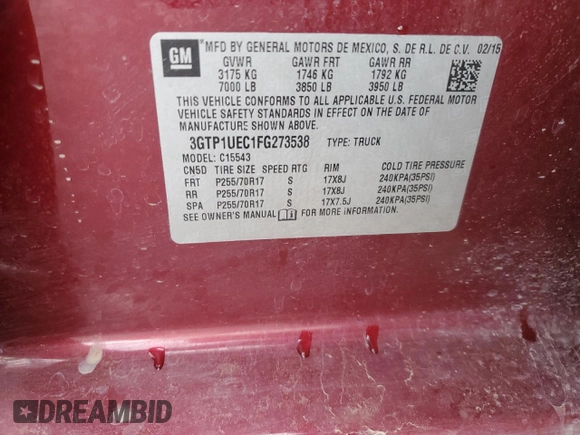 GM MFD BY GENERAL MOTORS DE MEXICO, S. DE R.L. DE C.V. 02/15
GVWR GAWR FRT GAWR RR
3175 KG 1746 KG 1792 KG
7000 LB 3850 LB 3950 LB
THIS VEHICLE CONFORMS TO ALL APPLICABLE U.S. FEDERAL MOTOR
VEHICLE SAFETY STANDARDS IN EFFECT ON THE DATE OF
MANUFACTURE SHOWN ABOVE.
3GTP1UEC1FG273538 TYPE: TRUCK
MODEL: C15543
CN5D TIRE SIZE SPEED RTG RIM COLD TIRE PRESSURE
FRT P255/70R17 S 17X8J 240KPA(35PSI)
RR P255/70R17 S 17X8J 240KPA(35PSI)
SPA P255/70R17 S 17X7.5J 240KPA(35PSI)
SEE OWNER'S MANUAL FOR MORE INFORMATION.
DREAMBID